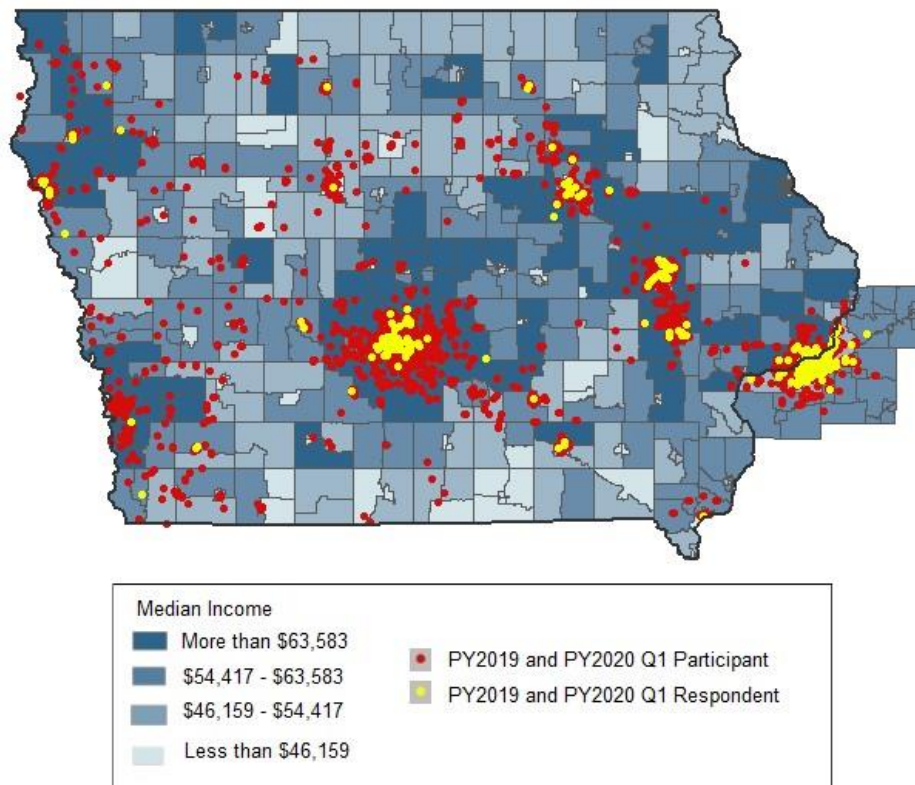 Median Income
More than $63,583
$54,417 - $63,583
$46,159 - $54,417
Less than $46,159
PY2019 and PY2020 Q1 Participant
PY2019 and PY2020 Q1 Respondent